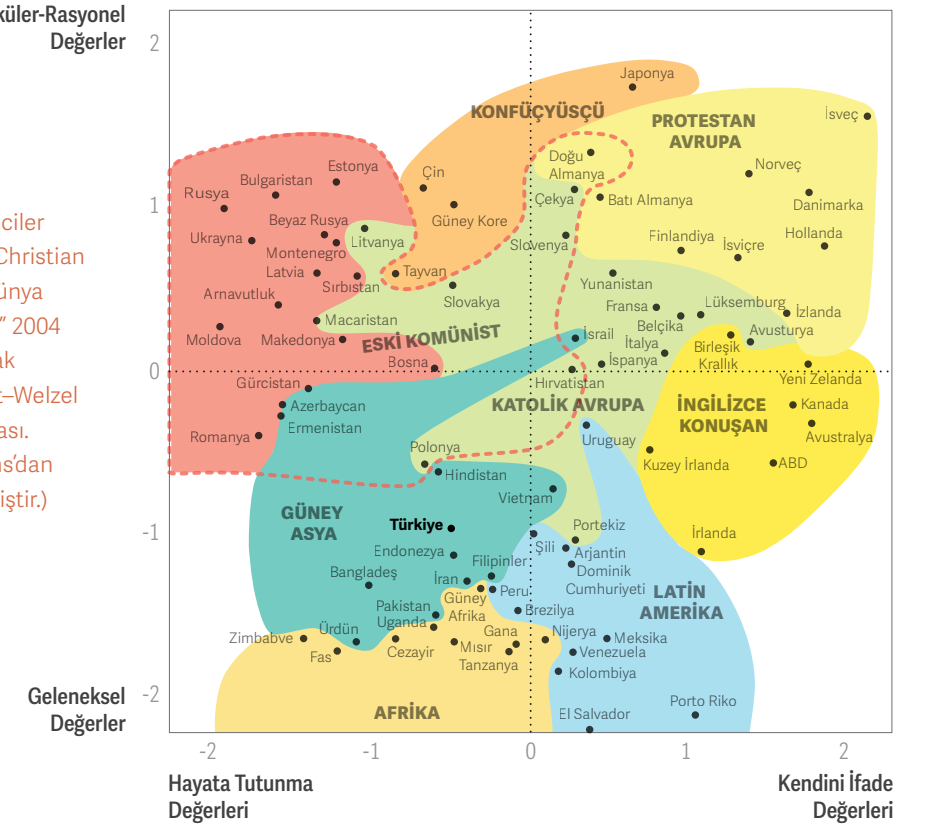 küler-Rasyonel
Değerler
ciler
Christian
ünya
” 2004
ak
t–Welzel
ası.
ns’dan
iştir.)
Geleneksel
Değerler
2
1
0
-1
-2
Japonya
KONFÜÇYÜSÇÜ
PROTESTAN
AVRUPA
İsveç
Doğu
Almanya
Norveç
Estonya
Çin
Bulgaristan
Rusya
Çekya
Batı Almanya
Danimarka
Güney Kore
Beyaz Rusya
Ukrayna
Litvanya
Slovenya
Finlandiya
İsviçre
Hollanda
Montenegro
Latvia
Sırbistan
Tayvan
Yunanistan
Arnavutluk
Slovakya
Fransa
Lüksemburg
İzlanda
Macaristan
Belçika
Avusturya
Moldova
Makedonya
ESKİ KOMÜNİST
İsrail
İtalya
Birleşik
Krallık
Bosna
İspanya
Yeni Zelanda
Gürcistan
Hırvatistan
Azerbaycan
KATOLİK AVRUPA
İNGİLİZCE
KONUŞAN
Kanada
Ermenistan
Romanya
Uruguay
Avustralya
Polonya
Hindistan
Kuzey İrlanda
ABD
Vietnam
GÜNEY
ASYA
Türkiye
Portekiz
İrlanda
Endonezya
Şili
Arjantin
Filipinler
Bangladeş
İran
Dominik
Cumhuriyeti
Peru
Güney
Afrika
LATİN
AMERİKA
Pakistan
Brezilya
Uganda
Zimbabve
Ürdün
Gana
Nijerya
Meksika
Fas
Cezayir
Mısır
Venezuela
Tanzanya
Kolombiya
AFRİKA
El Salvador
Porto Riko
-2
-1
0
1
2
Hayata Tutunma
Değerleri
Kendini İfade
Değerleri